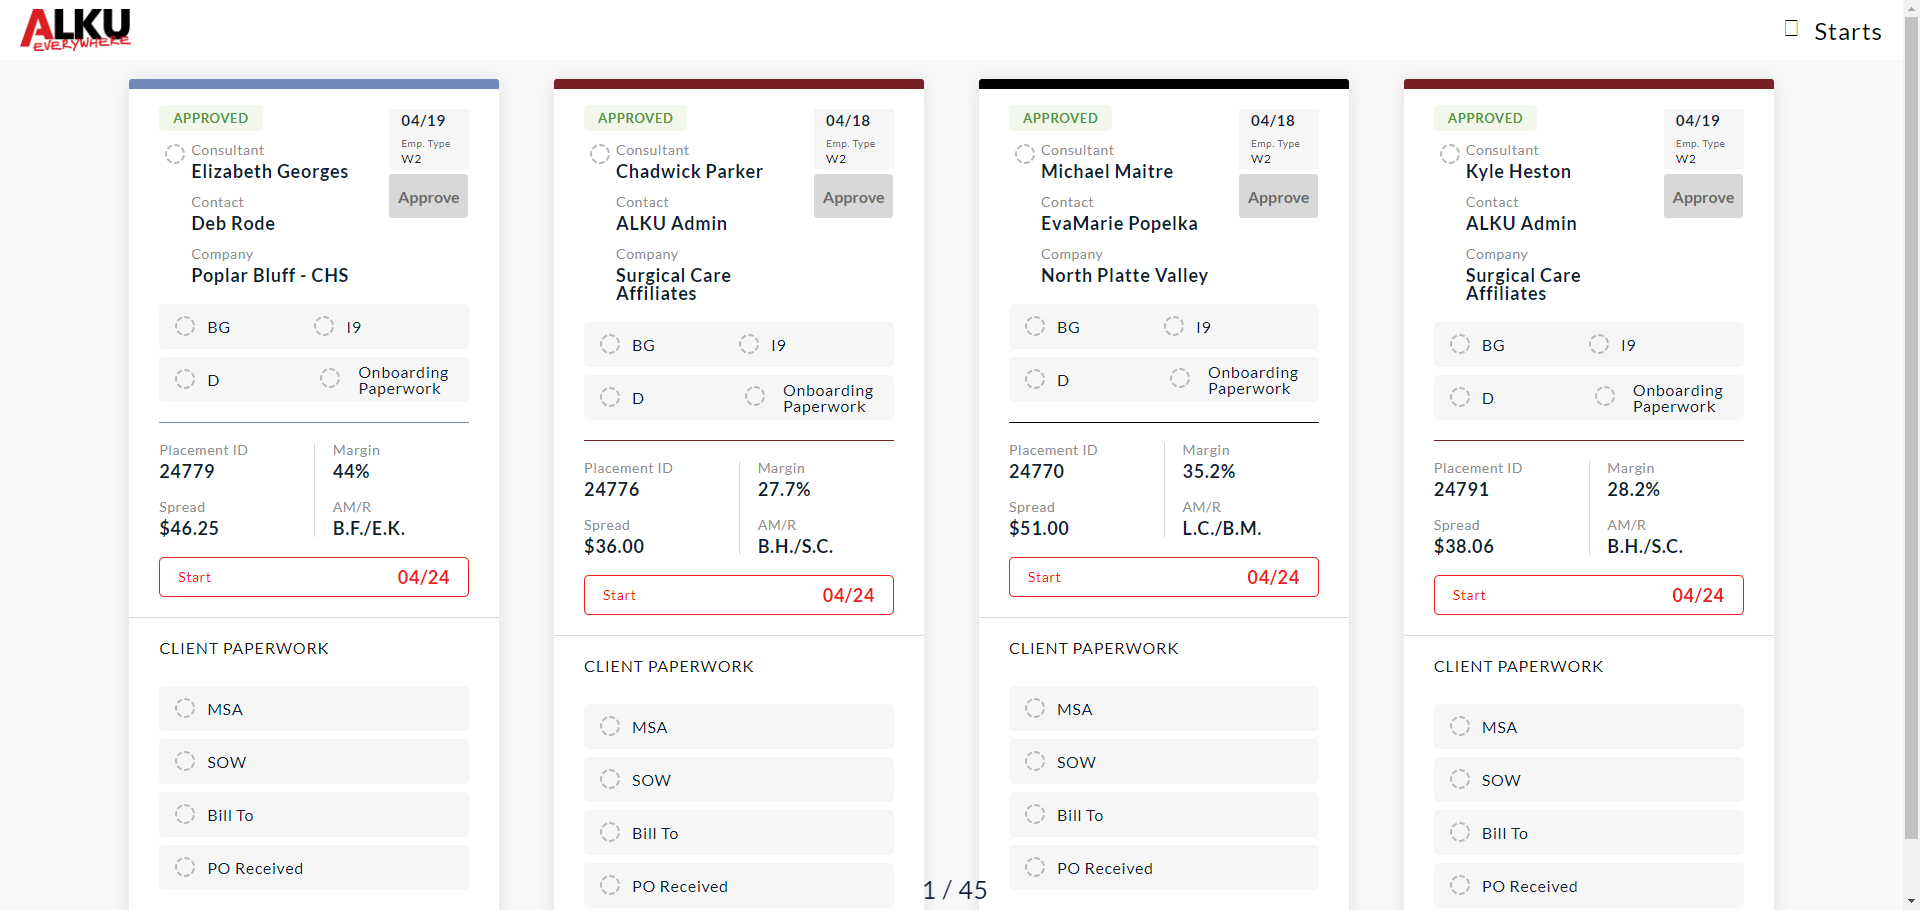 ALKU
EVERYWHERE
Starts
APPROVED
04/19
Emp. Type
W2
Approve
Consultant
Elizabeth Georges
Contact
Deb Rode
Company
Poplar Bluff - CHS
BG
I9
D
Onboarding
Paperwork
Placement ID
24779
Margin
44%
Spread
$46.25
AM/R
B.F./E.K.
Start 04/24
CLIENT PAPERWORK
MSA
SOW
Bill To
PO Received
APPROVED
04/18
Emp. Type
W2
Approve
Consultant
Chadwick Parker
Contact
ALKU Admin
Company
Surgical Care
Affiliates
BG
I9
D
Onboarding
Paperwork
Placement ID
24776
Margin
27.7%
Spread
$36.00
AM/R
B.H./S.C.
Start 04/24
CLIENT PAPERWORK
MSA
SOW
Bill To
PO Received
APPROVED
04/18
Emp. Type
W2
Approve
Consultant
Michael Maitre
Contact
EvaMarie Popelka
Company
North Platte Valley
BG
I9
D
Onboarding
Paperwork
Placement ID
24770
Margin
35.2%
Spread
$51.00
AM/R
L.C./B.M.
Start 04/24
CLIENT PAPERWORK
MSA
SOW
Bill To
PO Received
APPROVED
04/19
Emp. Type
W2
Approve
Consultant
Kyle Heston
Contact
ALKU Admin
Company
Surgical Care
Affiliates
BG
I9
D
Onboarding
Paperwork
Placement ID
24791
Margin
28.2%
Spread
$38.06
AM/R
B.H./S.C.
Start 04/24
CLIENT PAPERWORK
MSA
SOW
Bill To
PO Received
1 / 45